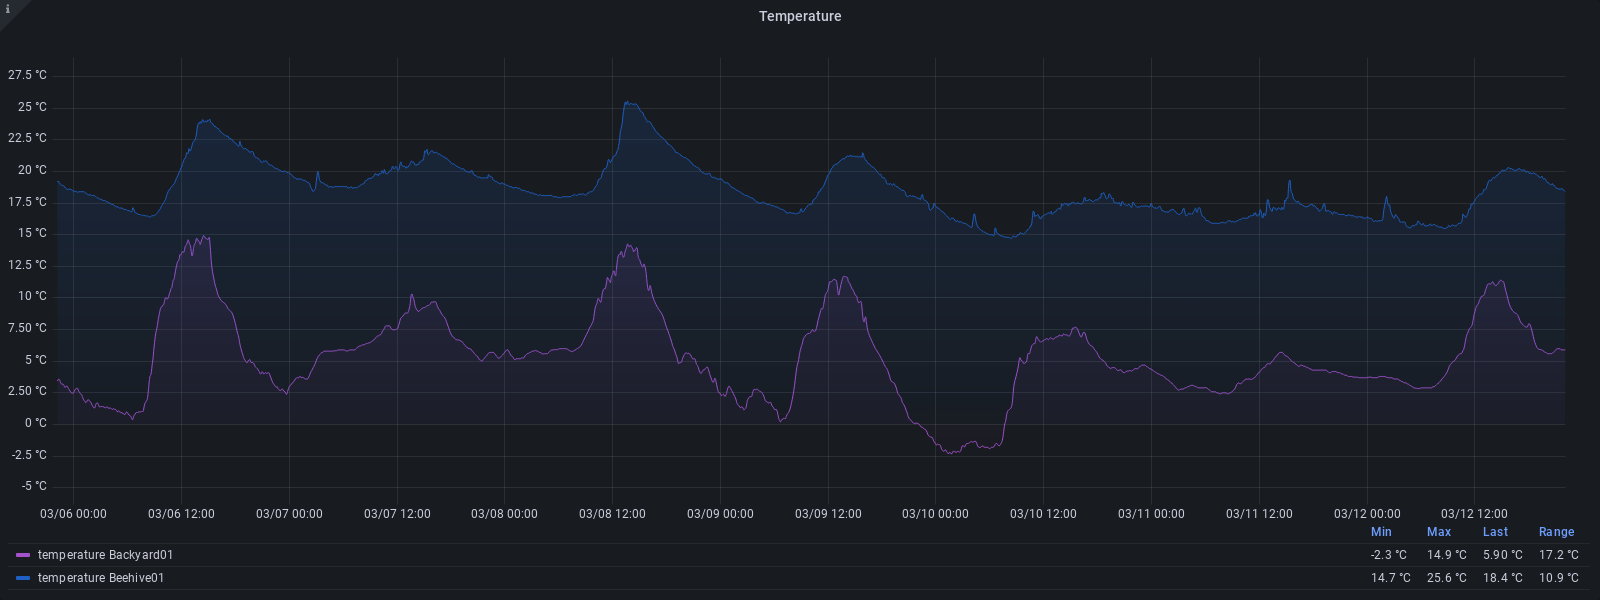 i
Temperature
27.5 °C
25 °C
22.5 °C
20 °C
17.5 °C
15 °C
12.5 °C
10 °C
7.50 °C
5 °C
2.50 °C
0 °C
-2.5 °C
-5 °C
03/06 00:00 03/06 12:00 03/07 00:00 03/07 12:00 03/08 00:00 03/08 12:00 03/09 00:00 03/09 12:00 03/10 00:00 03/10 12:00 03/11 00:00 03/11 12:00 03/12 00:00 03/12 12:00
Min Max Last Range
temperature Backyard01 -2.3 °C 14.9 °C 5.90 °C 17.2 °C
temperature Beehive01 14.7 °C 25.6 °C 18.4 °C 10.9 °C